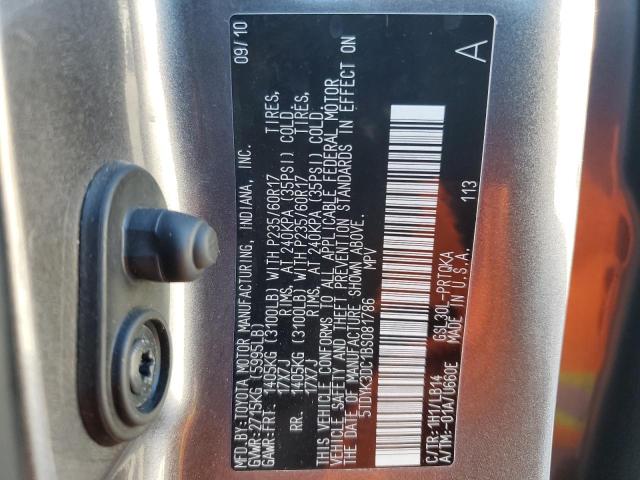 MFD.BY:TOYOTA MOTOR MANUFACTURING, INDIANA, INC. 09/10
GVWR:2715KG (5995LB)
GAWR:FRT. 1405KG (3100LB) WITH P235/60R17 TIRES,
17X7J RIMS, AT 240KPA (35PSI) COLD
RR. 1405KG (3100LB) WITH P235/60R17 TIRES,
17X7J RIMS, AT 240KPA (35PSI) COLD.
THIS VEHICLE CONFORMS TO ALL APPLICABLE FEDERAL MOTOR
VEHICLE SAFETY AND THEFT PREVENTION STANDARDS IN EFFECT ON
THE DATE OF MANUFACTURE SHOWN ABOVE.
5TDYK3DC1BS081786 MPV
113
C/TR:1H1/LB14 GSL30L-PRTQKA
A/TM:-01A/U660E MADE IN U.S.A.
A